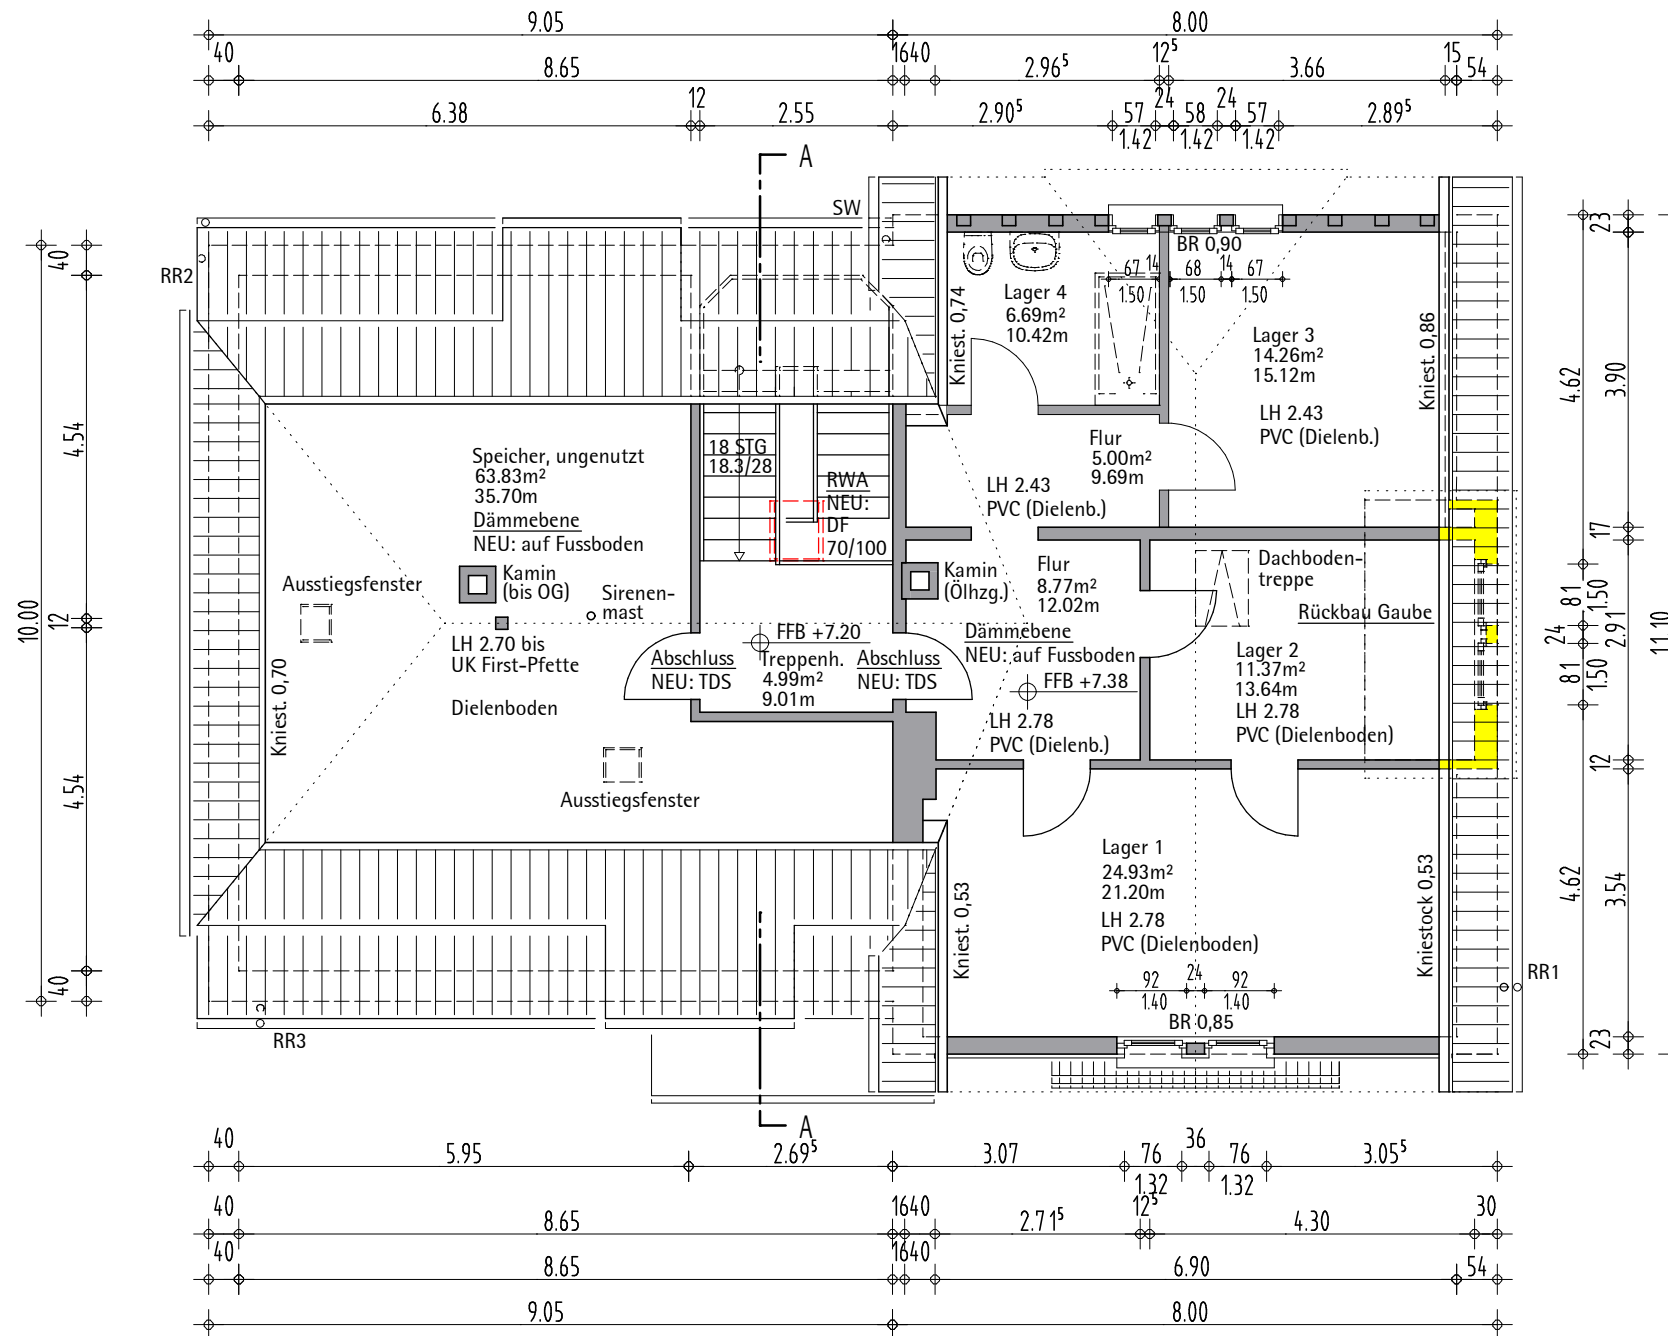 9.05
8.00
40
8.65
16 40
2.96⁵
12⁵
3.66
15
54
6.38
12
2.55
2.90⁵
57
24
58
24
57
2.89⁵
1.42
1.42
1.42
A
SW
RR2
BR 0,90
67
14
68
14
67
1.50
1.50
1.50
Kniest. 0,74
Lager 4
6.69m²
10.42m
Lager 3
14.26m²
15.12m
LH 2.43
PVC (Dielenb.)
Kniest. 0,86
Flur
5.00m²
9.69m
LH 2.43
PVC (Dielenb.)
18 STG
18.3/28
RWA
NEU:
DF
70/100
Speicher, ungenutzt
63.83m²
35.70m
Dämmebene
NEU: auf Fussboden
Ausstiegsfenster
Kamin
(bis OG)
Sirenen-
mast
LH 2.70 bis
UK First-Pfette
Dielenboden
Kniest. 0,70
Ausstiegsfenster
Abschluss
NEU: TDS
FFB +7.20
Treppenh.
4.99m²
9.01m
Abschluss
NEU: TDS
Kamin
(Ölhzg.)
Flur
8.77m²
12.02m
Dämmebene
NEU: auf Fussboden
FFB +7.38
LH 2.78
PVC (Dielenb.)
Dachboden-
treppe
Rückbau Gaube
Lager 2
11.37m²
13.64m
LH 2.78
PVC (Dielenboden)
Lager 1
24.93m²
21.20m
LH 2.78
PVC (Dielenboden)
Kniest. 0,53
Kniestock 0,53
92
24
92
1.40
1.40
BR 0,85
RR1
RR3
A
10.00
40
4.54
12
4.54
40
4.62
81
1.50
24
81
1.50
4.62
23
3.90
17
2.91
12
3.54
23
11.10
40
5.95
2.69⁵
3.07
76
36
76
3.05⁵
1.32
1.32
40
8.65
16 40
2.71⁵
12⁵
4.30
30
40
8.65
16 40
6.90
54
9.05
8.00